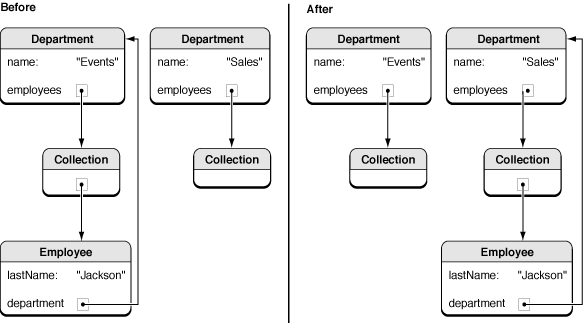 Before
Department
name: "Events"
employees
Department
name: "Sales"
employees
Collection
Collection
Employee
lastName: "Jackson"
department
After
Department
name: "Events"
employees
Department
name: "Sales"
employees
Collection
Collection
Employee
lastName: "Jackson"
department